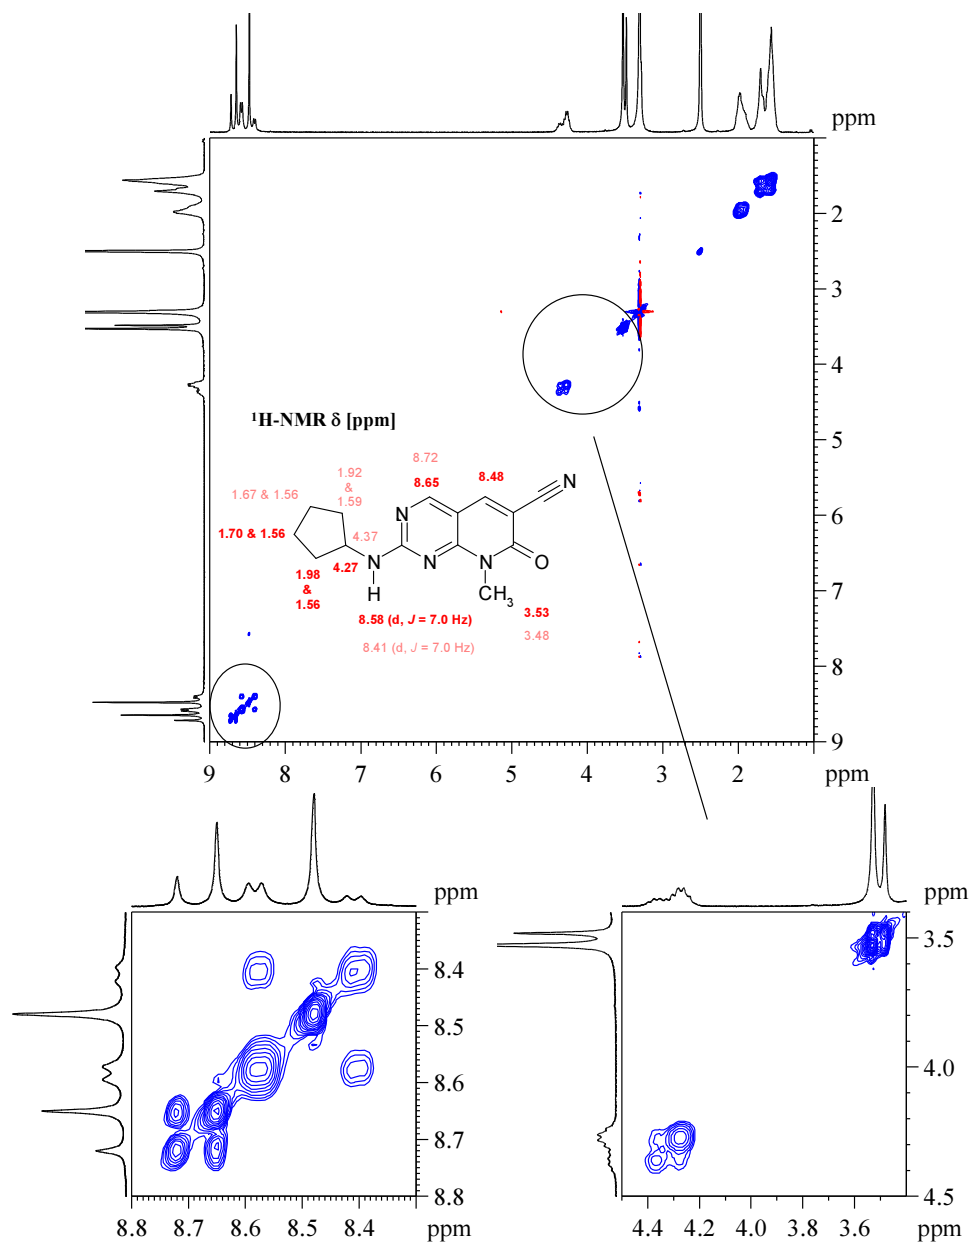 ppm
2
3
4
5
6
7
8
9
9 8 7 6 5 4 3 2 ppm
¹H-NMR δ [ppm]
8.72
8.65
8.48
1.92
&
1.59
1.67 & 1.56
1.70 & 1.56
4.37
4.27
1.98
&
1.56
N
N
N
H
N
N
O
CH₃
8.58 (d, J = 7.0 Hz)
8.41 (d, J = 7.0 Hz)
3.53
3.48
ppm
8.4
8.5
8.6
8.7
8.8
8.8 8.7 8.6 8.5 8.4 ppm
ppm
3.5
4.0
4.5
4.4 4.2 4.0 3.8 3.6 ppm